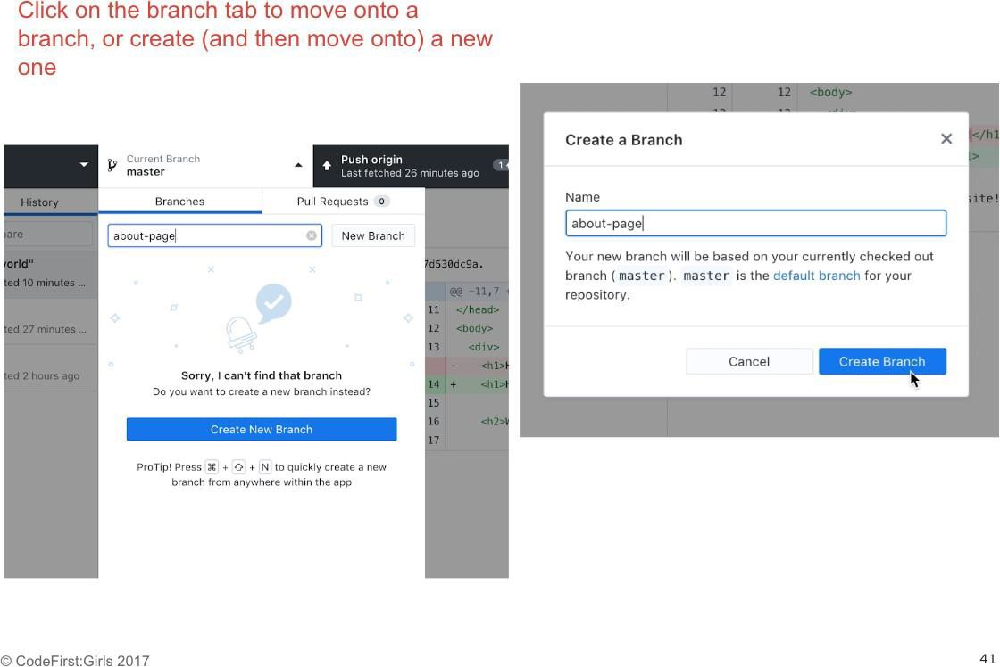 Click on the branch tab to move onto a
branch, or create (and then move onto) a new
one
Current Branch
master
Push origin
Last fetched 26 minutes ago
1
History
Branches
Pull Requests 0
about-page
New Branch
ted 10 minutes ...
ted 27 minutes ...
ted 2 hours ago
Sorry, I can't find that branch
Do you want to create a new branch instead?
Create New Branch
ProTip! Press ⌘ + ⇧ + N to quickly create a new
branch from anywhere within the app
7d530dc9a.
@@ -11,7 +
11 </head>
12 <body>
13 <div>
- <h1>H
14 + <h1>H
15
16 <h2>W
17
12 12 <body>
</h1
site!
Create a Branch
Name
about-page
Your new branch will be based on your currently checked out
branch ( master ). master is the default branch for your
repository.
Cancel
Create Branch
© CodeFirst:Girls 2017
41